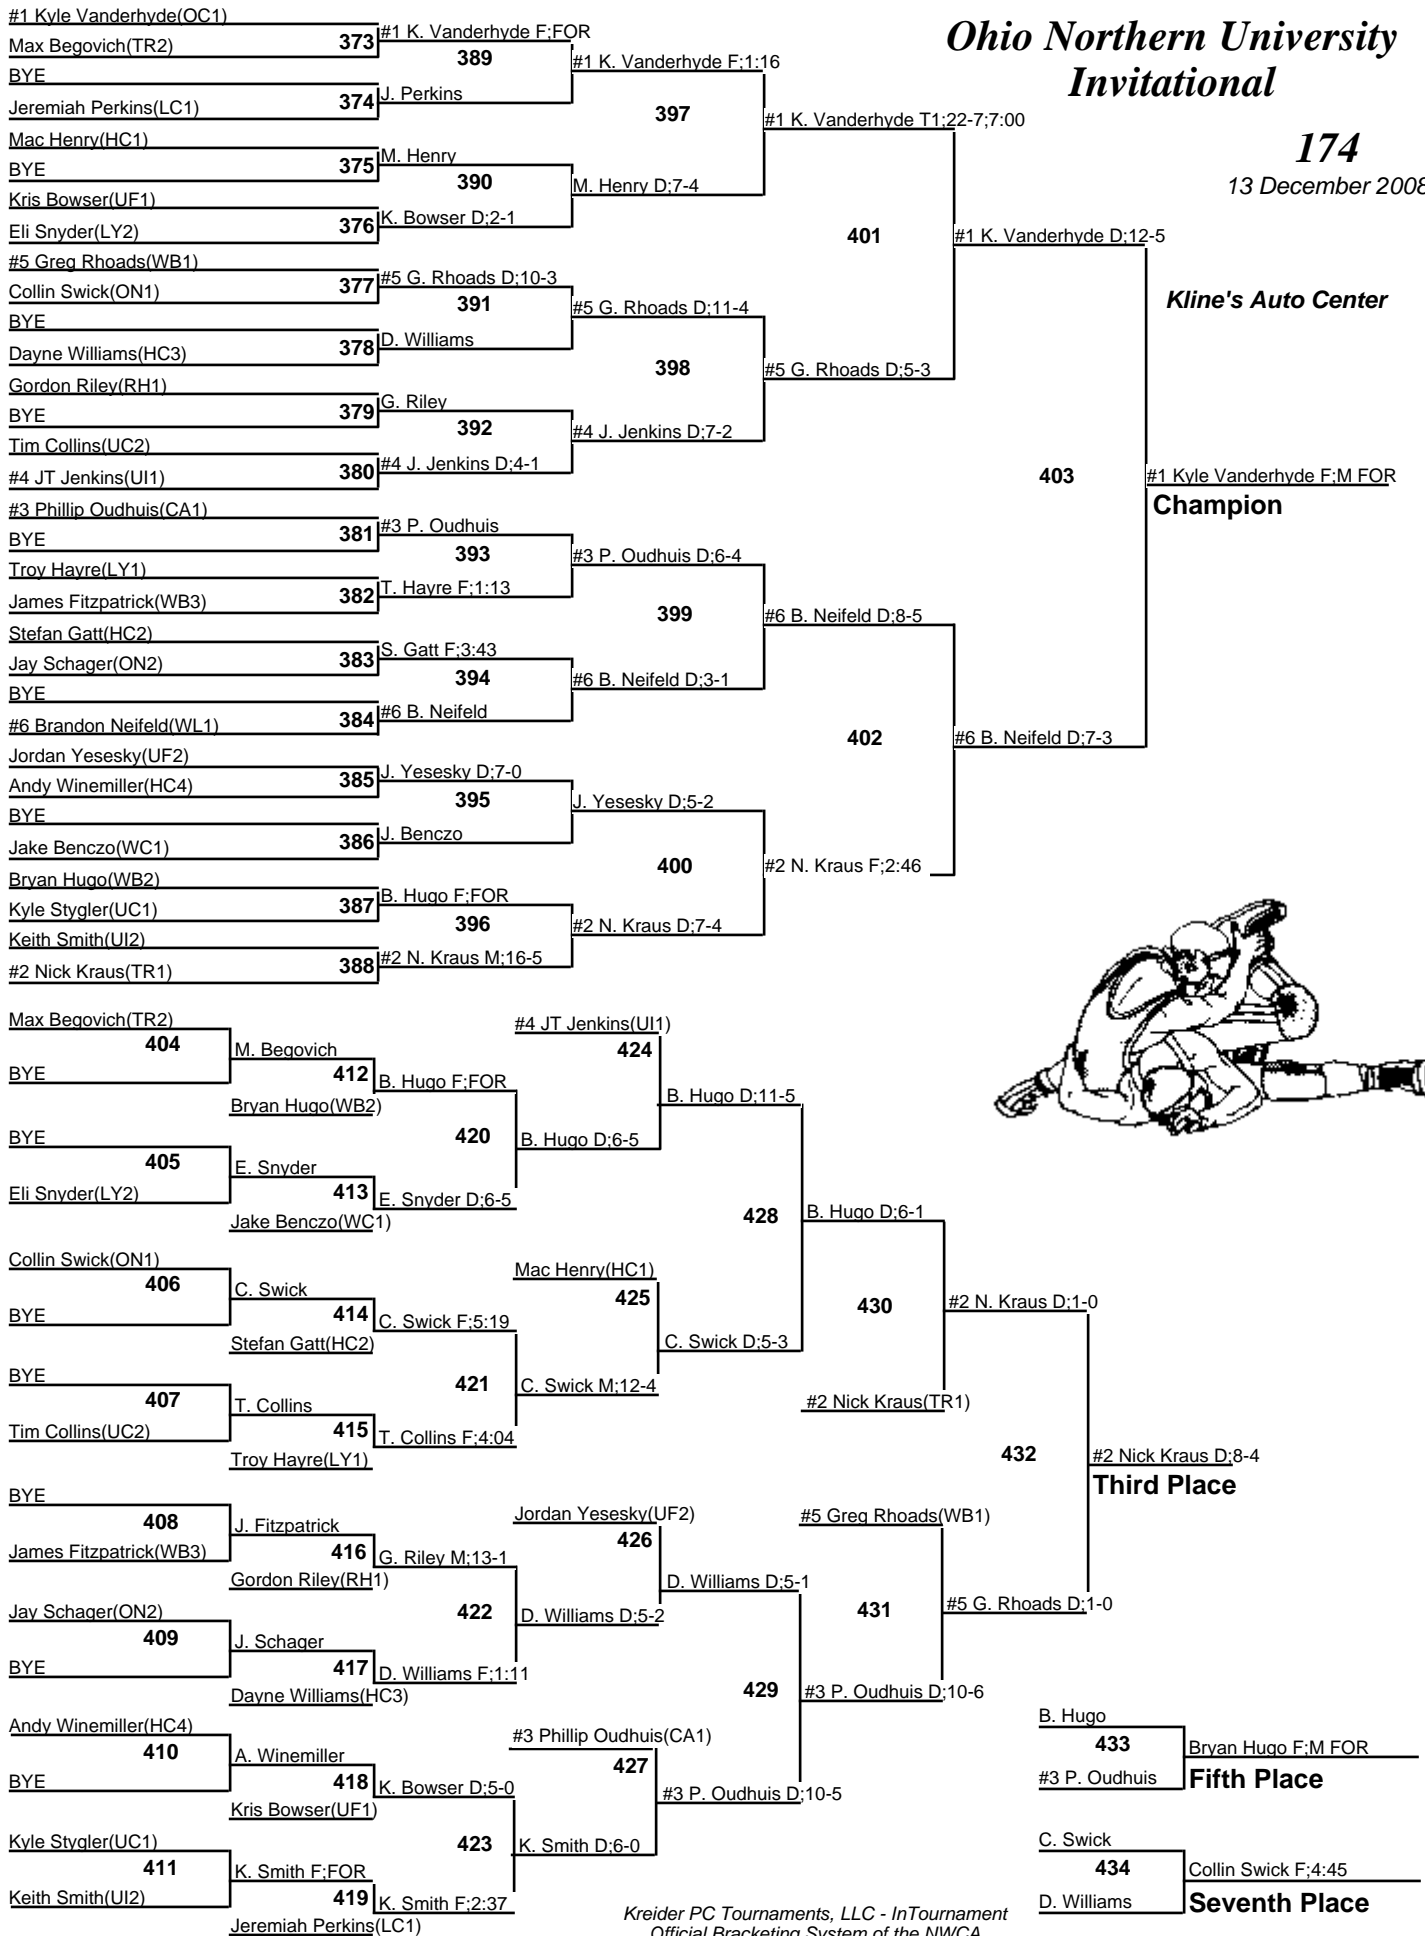 Ohio Northern University
Invitational
174
13 December 2008
Kline's Auto Center
#1 Kyle Vanderhyde(OC1)
Max Begovich(TR2)
BYE
Jeremiah Perkins(LC1)
Mac Henry(HC1)
BYE
Kris Bowser(UF1)
Eli Snyder(LY2)
#5 Greg Rhoads(WB1)
Collin Swick(ON1)
BYE
Dayne Williams(HC3)
Gordon Riley(RH1)
BYE
Tim Collins(UC2)
#4 JT Jenkins(UI1)
#3 Phillip Oudhuis(CA1)
BYE
Troy Hayre(LY1)
James Fitzpatrick(WB3)
Stefan Gatt(HC2)
Jay Schager(ON2)
BYE
#6 Brandon Neifeld(WL1)
Jordan Yesesky(UF2)
Andy Winemiller(HC4)
BYE
Jake Benczo(WC1)
Bryan Hugo(WB2)
Kyle Stygler(UC1)
Keith Smith(UI2)
#2 Nick Kraus(TR1)
373
374
375
376
377
378
379
380
381
382
383
384
385
386
387
388
#1 K. Vanderhyde F;FOR
389
J. Perkins
M. Henry
390
K. Bowser D;2-1
#5 G. Rhoads D;10-3
391
D. Williams
G. Riley
392
#4 J. Jenkins D;4-1
#3 P. Oudhuis
393
T. Hayre F;1:13
S. Gatt F;3:43
394
#6 B. Neifeld
J. Yesesky D;7-0
395
J. Benczo
B. Hugo F;FOR
396
#2 N. Kraus M;16-5
#1 K. Vanderhyde F;1:16
397
M. Henry D;7-4
#5 G. Rhoads D;11-4
398
#4 J. Jenkins D;7-2
#3 P. Oudhuis D;6-4
399
#6 B. Neifeld D;3-1
J. Yesesky D;5-2
400
#2 N. Kraus D;7-4
#1 K. Vanderhyde T1;22-7;7:00
401
#5 G. Rhoads D;5-3
#6 B. Neifeld D;8-5
402
#2 N. Kraus F;2:46
#1 K. Vanderhyde D;12-5
403
#6 B. Neifeld D;7-3
#1 Kyle Vanderhyde F;M FOR
Champion
Max Begovich(TR2)
404
BYE
BYE
405
Eli Snyder(LY2)
Collin Swick(ON1)
406
BYE
BYE
407
Tim Collins(UC2)
BYE
408
James Fitzpatrick(WB3)
Jay Schager(ON2)
409
BYE
Andy Winemiller(HC4)
410
BYE
Kyle Stygler(UC1)
411
Keith Smith(UI2)
M. Begovich
412
Bryan Hugo(WB2)
E. Snyder
413
Jake Benczo(WC1)
C. Swick
414
Stefan Gatt(HC2)
T. Collins
415
Troy Hayre(LY1)
J. Fitzpatrick
416
Gordon Riley(RH1)
J. Schager
417
Dayne Williams(HC3)
A. Winemiller
418
Kris Bowser(UF1)
K. Smith F;FOR
419
Jeremiah Perkins(LC1)
B. Hugo F;FOR
420
E. Snyder D;6-5
C. Swick F;5:19
421
T. Collins F;4:04
G. Riley M;13-1
422
D. Williams F;1:11
K. Bowser D;5-0
423
K. Smith F;2:37
#4 JT Jenkins(UI1)
424
B. Hugo D;6-5
Mac Henry(HC1)
425
C. Swick M;12-4
Jordan Yesesky(UF2)
426
D. Williams D;5-2
#3 Phillip Oudhuis(CA1)
427
K. Smith D;6-0
B. Hugo D;11-5
428
C. Swick D;5-3
D. Williams D;5-1
429
#3 P. Oudhuis D;10-5
B. Hugo D;6-1
430
#2 Nick Kraus(TR1)
#5 Greg Rhoads(WB1)
431
#3 P. Oudhuis D;10-6
#2 N. Kraus D;1-0
432
#5 G. Rhoads D;1-0
#2 Nick Kraus D;8-4
Third Place
B. Hugo
433
#3 P. Oudhuis
Bryan Hugo F;M FOR
Fifth Place
C. Swick
434
D. Williams
Collin Swick F;4:45
Seventh Place
Kreider PC Tournaments, LLC - InTournament
Official Bracketing System of the NWCA